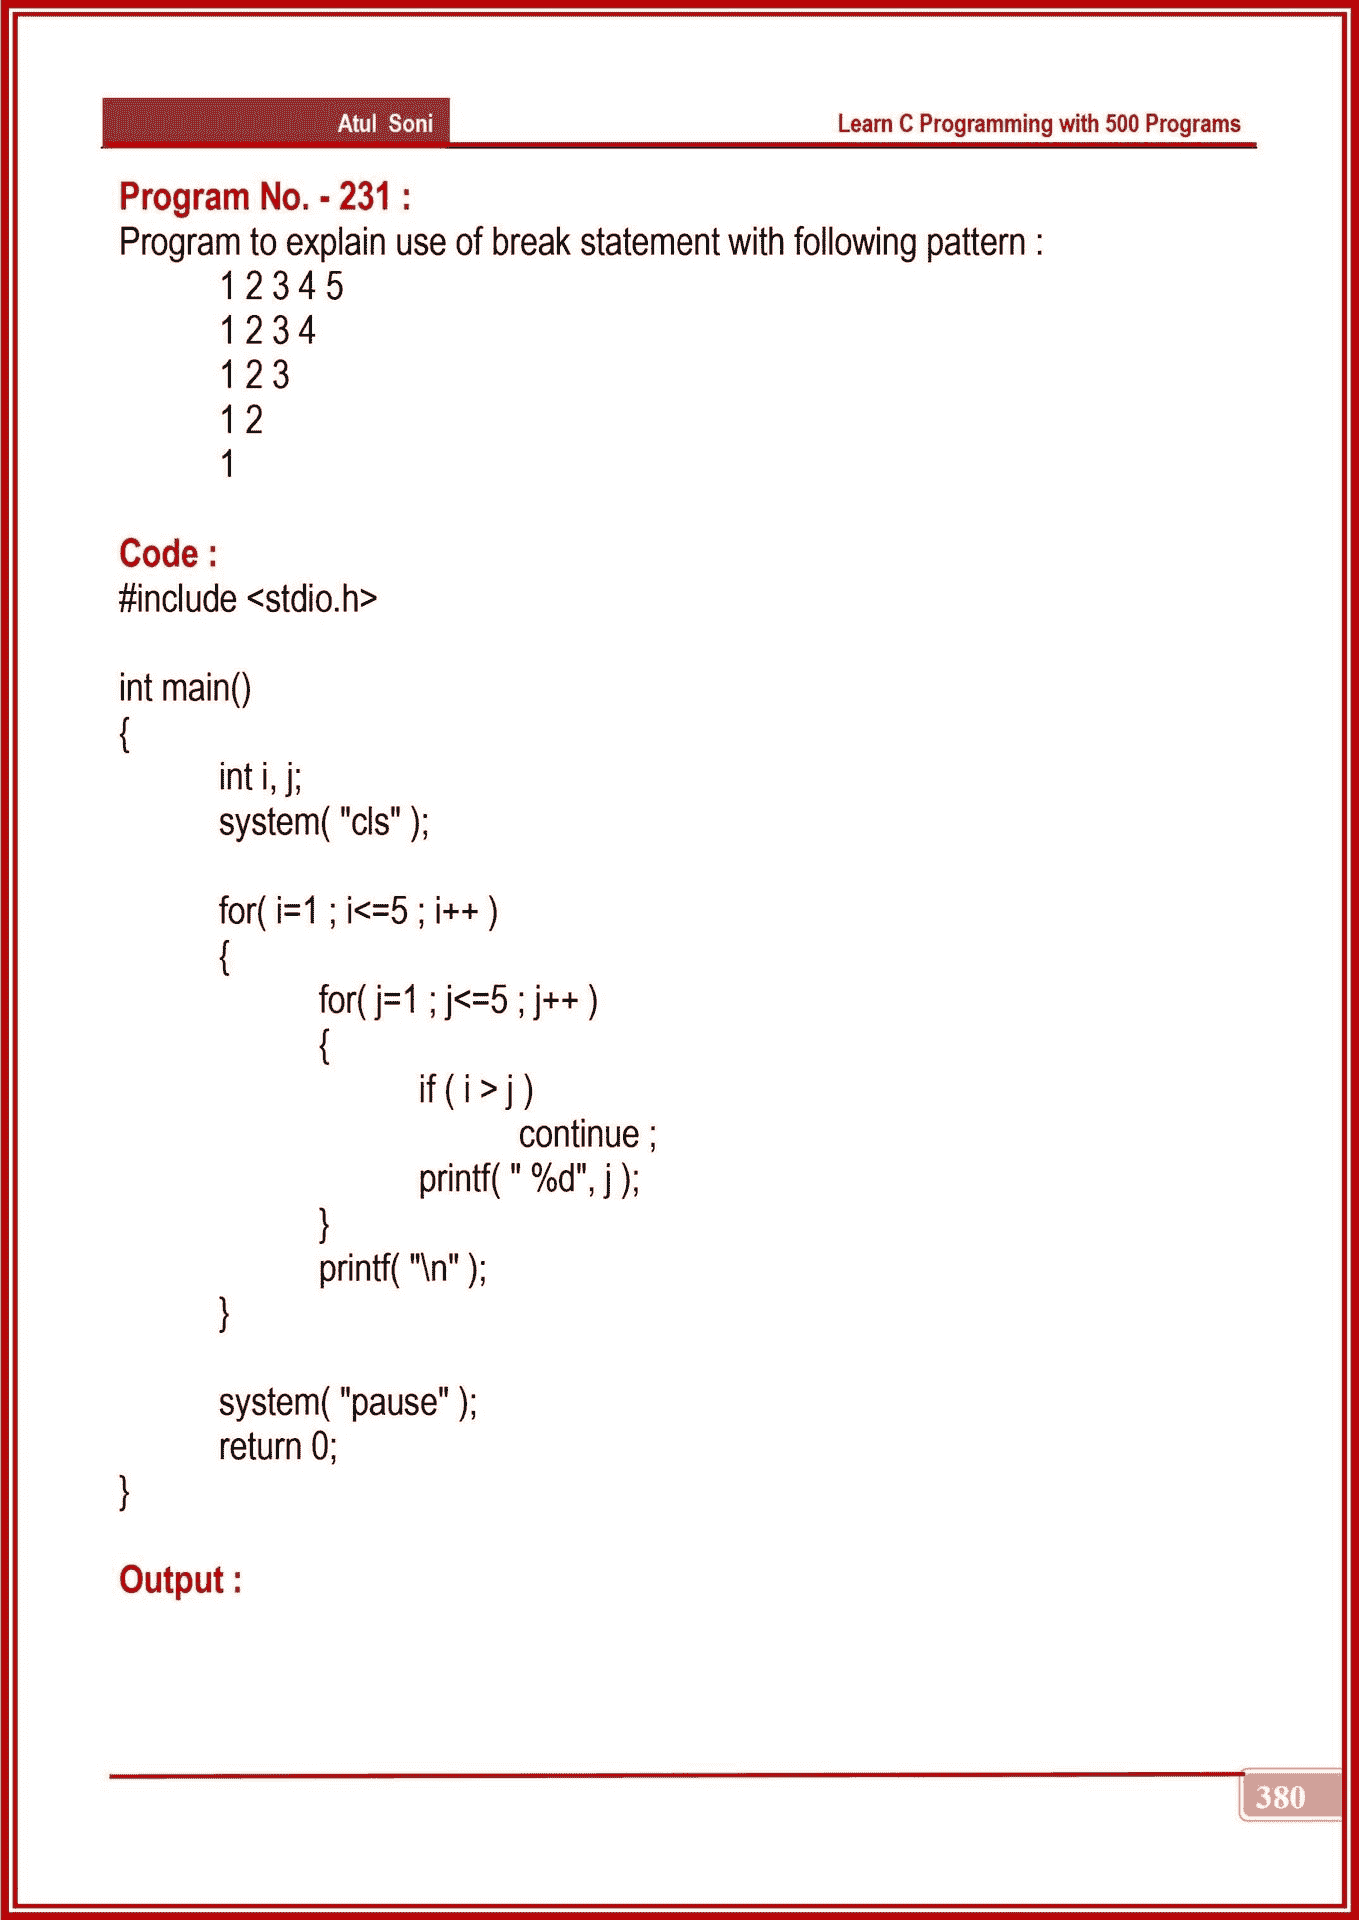 Atul Soni
Learn C Programming with 500 Programs
Program No. - 231 :
Program to explain use of break statement with following pattern :
1 2 3 4 5
1 2 3 4
1 2 3
1 2
1
Code :
#include <stdio.h>
int main()
{
int i, j;
system( "cls" );
for( i=1 ; i<=5 ; i++ )
{
for( j=1 ; j<=5 ; j++ )
{
if ( i > j )
continue ;
printf( " %d", j );
}
printf( "\n" );
}
system( "pause" );
return 0;
}
Output :
380